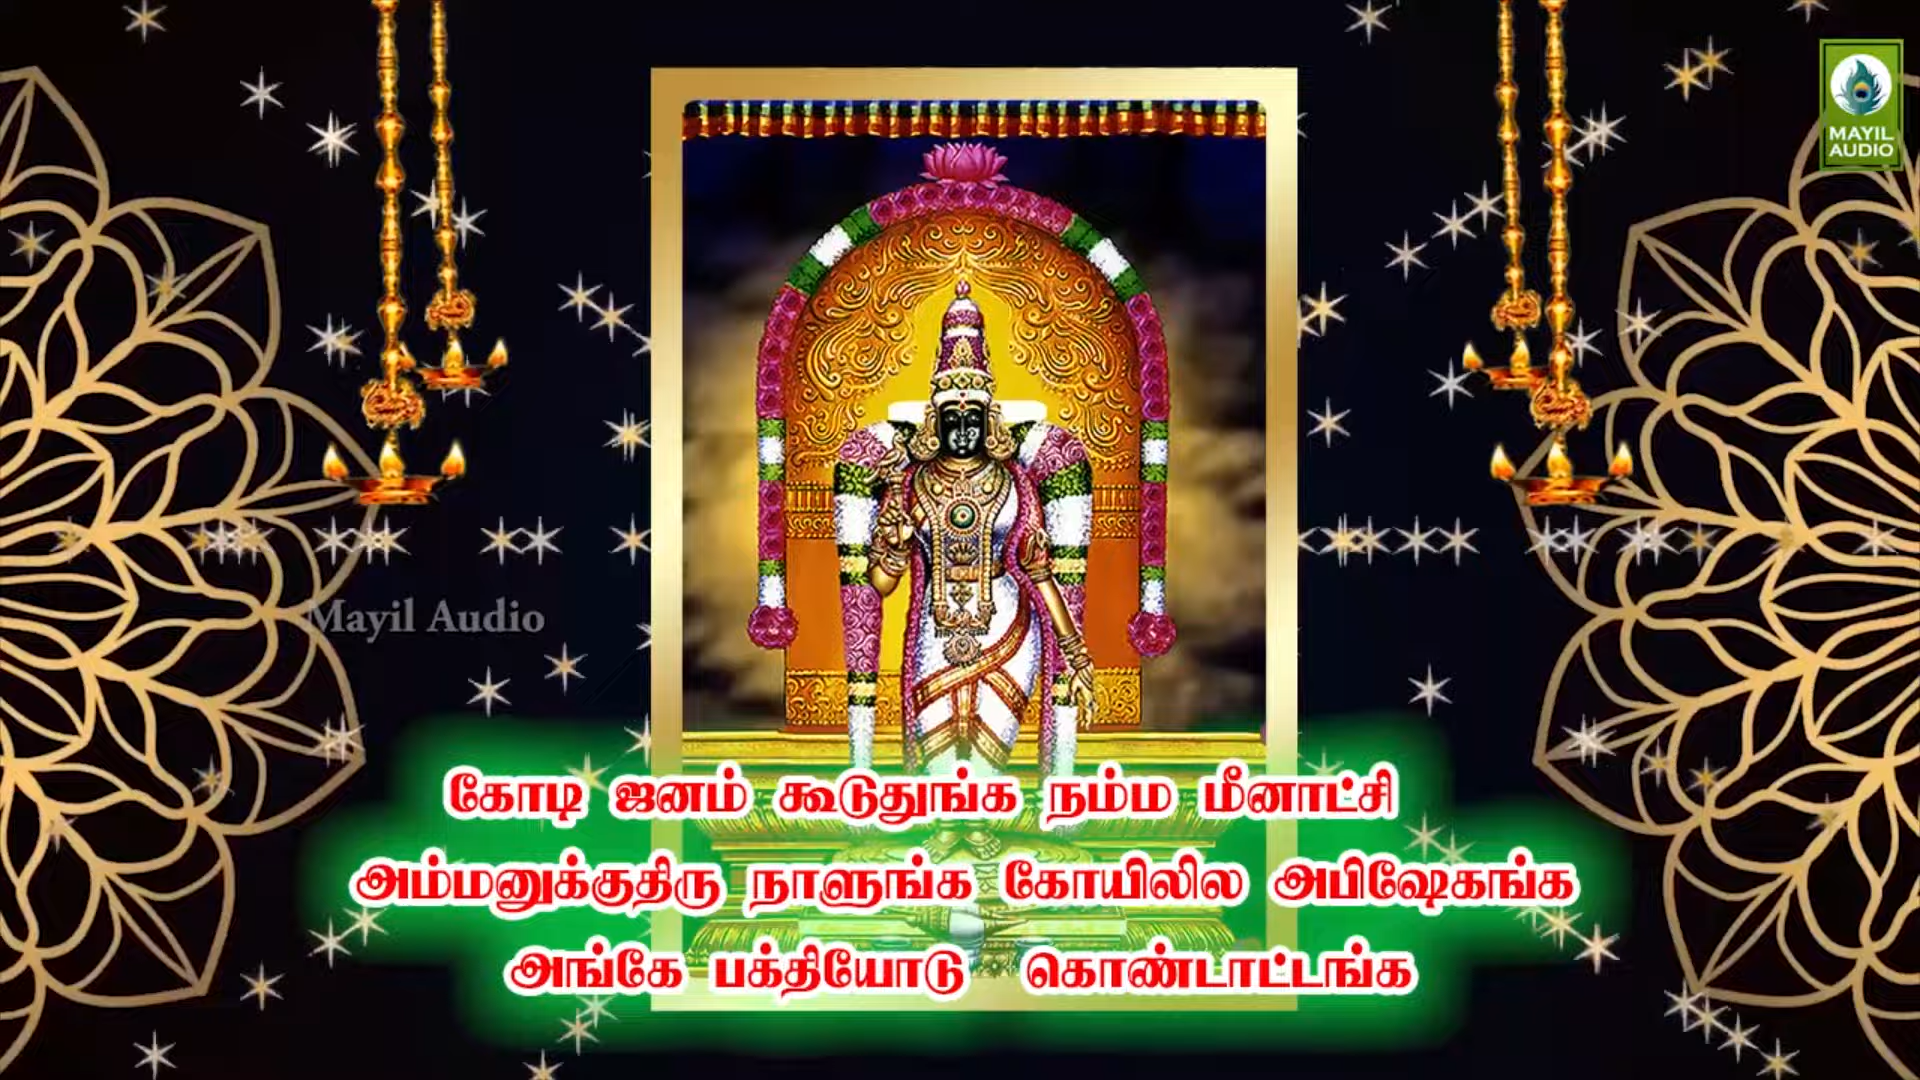 MAYIL
AUDIO
Mayil Audio
கோடி ஜனம் கூடுதுங்க நம்ம மீனாட்சி
அம்மனுக்குதிரு நாளுங்க கோயிலில அபிஷேகங்க
அங்கே பக்தியோடு கொண்டாட்டங்க